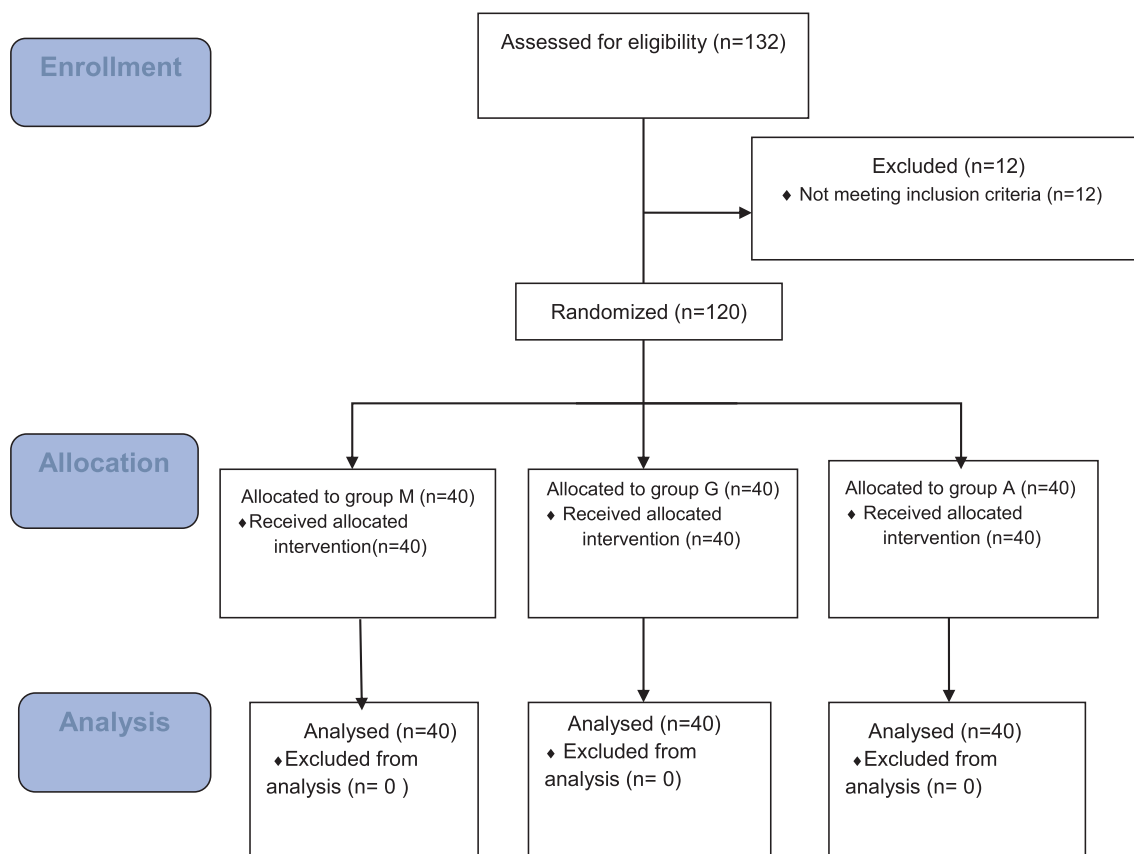 Enrollment
Assessed for eligibility (n=132)
Excluded (n=12)
♦ Not meeting inclusion criteria (n=12)
Randomized (n=120)
Allocation
Allocated to group M (n=40)
♦Received allocated
intervention(n=40)
Allocated to group G (n=40)
♦ Received allocated
intervention (n=40)
Allocated to group A (n=40)
♦ Received allocated
intervention (n=40)
Analysis
Analysed (n=40)
♦Excluded from
analysis (n= 0 )
Analysed (n=40)
♦ Excluded from
analysis (n= 0)
Analysed (n=40)
♦Excluded from
analysis (n= 0)